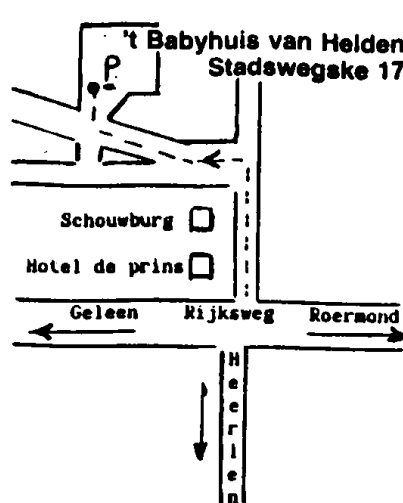 't Babyhuis van Helden
Stadswegske 17
P
Schouwburg
Hotel de prins
Geleen Rijksweg Roermond
Heerlen